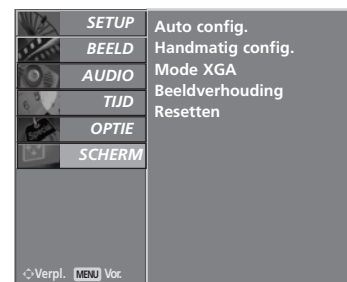 SETUP
BEELD
AUDIO
TIJD
OPTIE
SCHERM
Auto config.
Handmatig config.
Mode XGA
Beeldverhouding
Resetten
Verpl. MENU Vor.